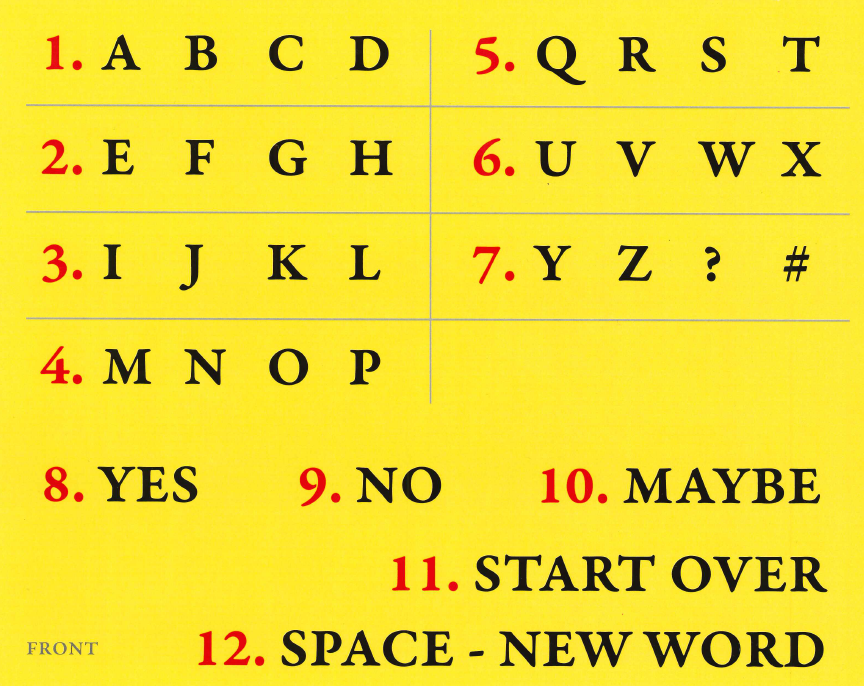 1. A B C D
5. Q R S T
2. E F G H
6. U V W X
3. I J K L
7. Y Z ? #
4. M N O P
8. YES 9. NO 10. MAYBE
11. START OVER
FRONT
12. SPACE - NEW WORD